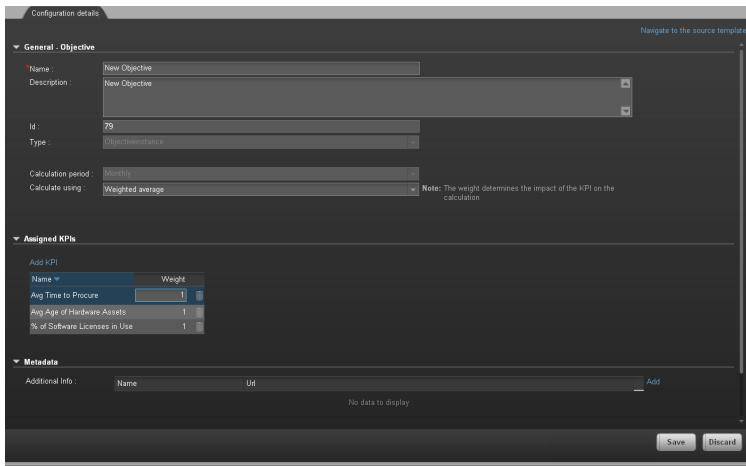 Configuration details
Navigate to the source template
General - Objective
*Name : New Objective
Description : New Objective
Id : 79
Type : ObjectiveInstance
Calculation period : Monthly
Calculate using : Weighted average Note: The weight determines the impact of the KPI on the
calculation
Assigned KPIs
Add KPI
Name Weight
Avg Time to Procure 1
Avg Age of Hardware Assets 1
% of Software Licenses in Use 1
Metadata
Additional Info : Name Url Add
No data to display
Save Discard